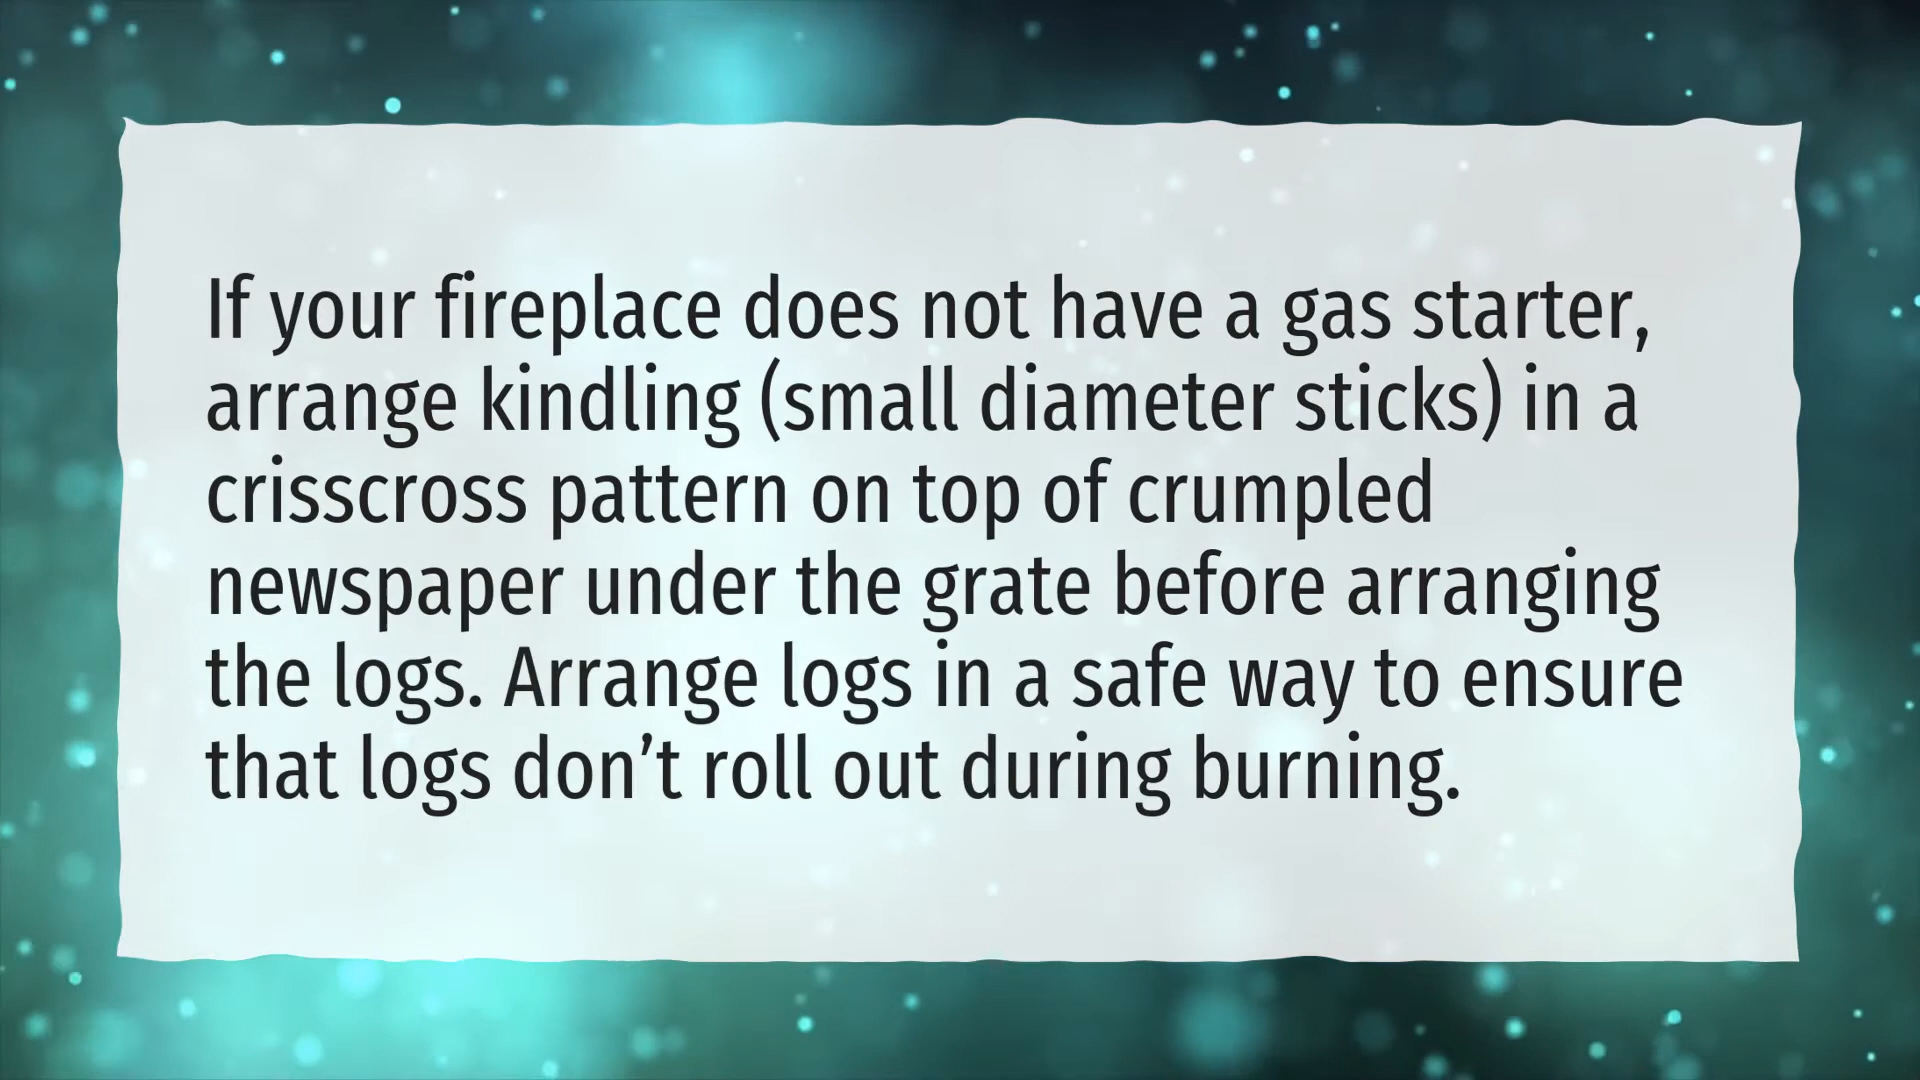 If your fireplace does not have a gas starter,
arrange kindling (small diameter sticks) in a
crisscross pattern on top of crumpled
newspaper under the grate before arranging
the logs. Arrange logs in a safe way to ensure
that logs don’t roll out during burning.